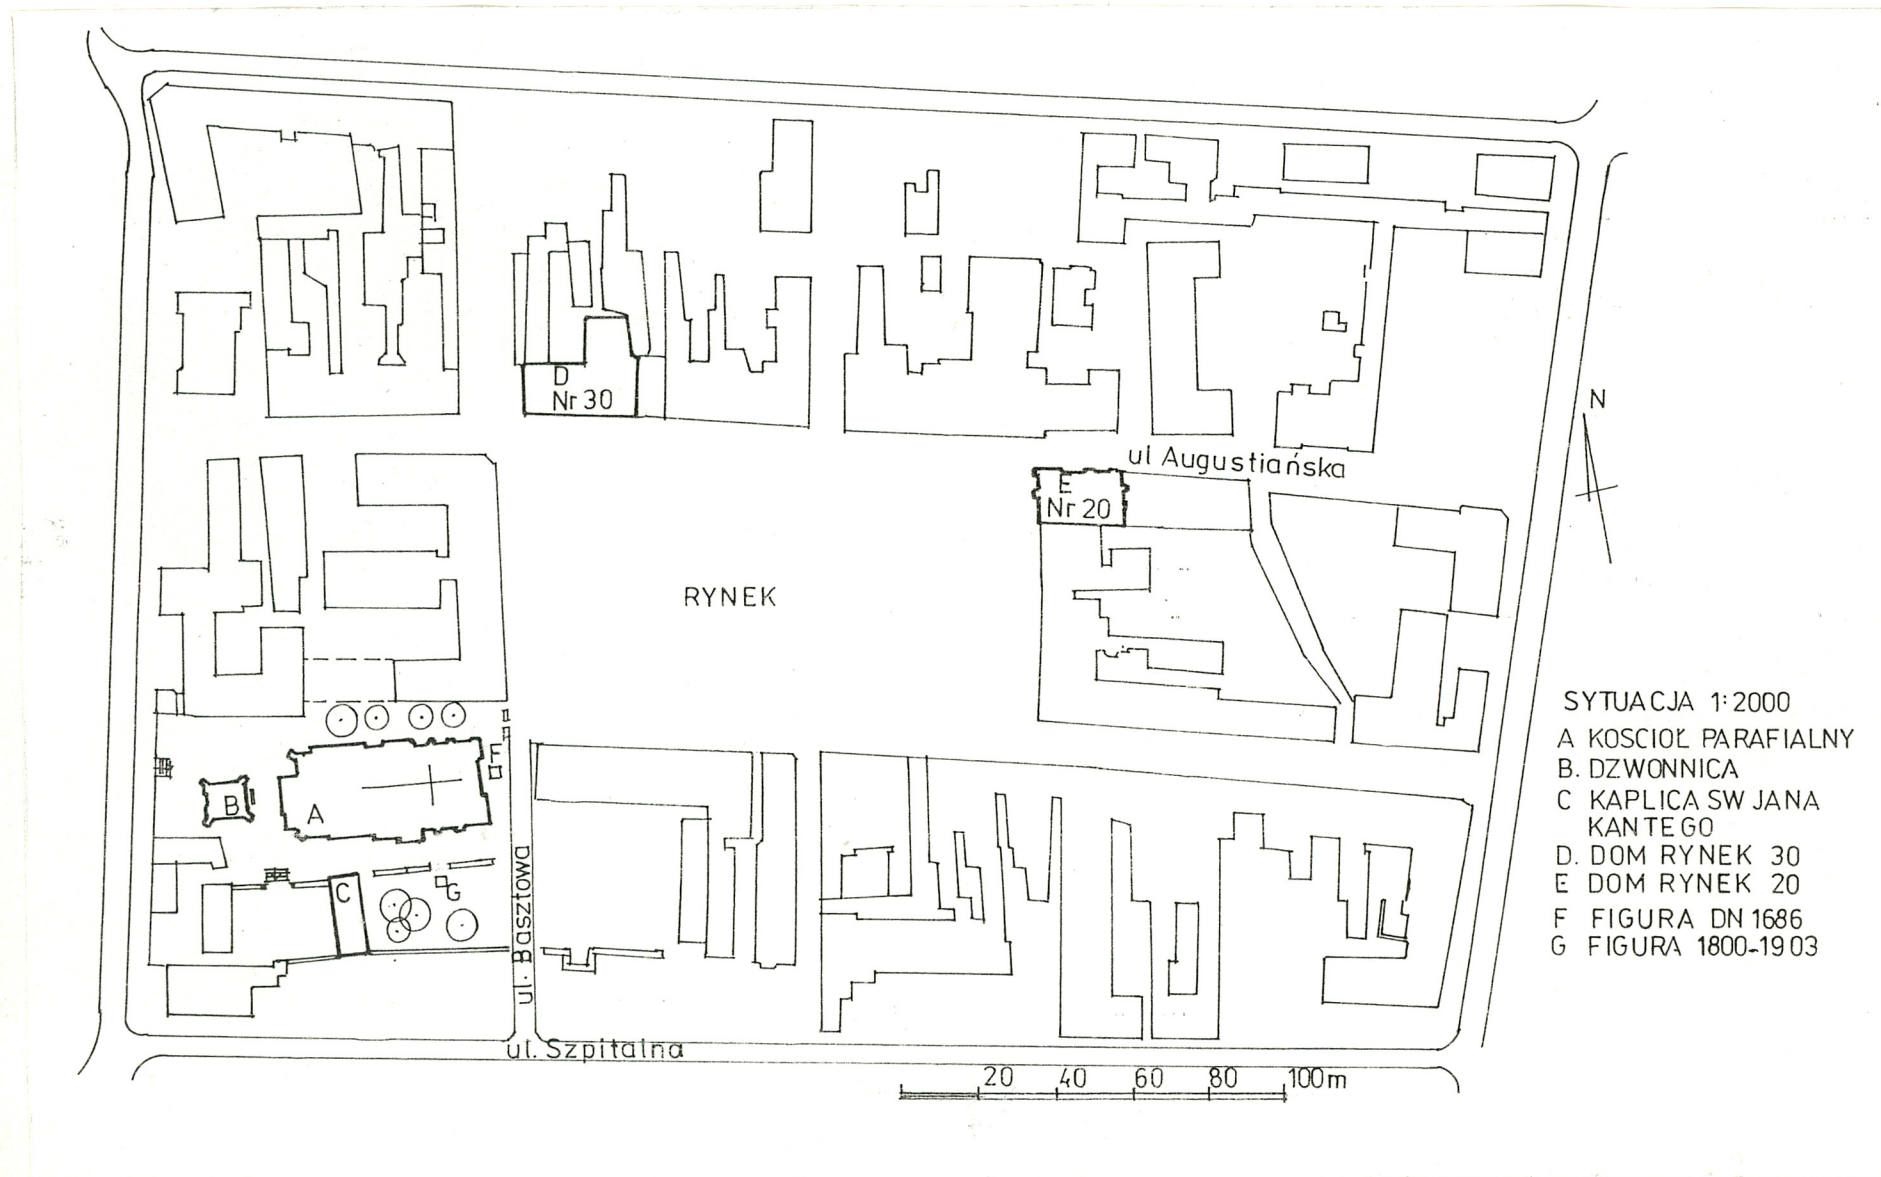 D
Nr 30
N
ul Augustiańska
E
Nr 20
RYNEK
SYTUACJA 1:2000
A KOSCIOŁ PARAFIALNY
B. DZWONNICA
C KAPLICA SW JANA
KANTEGO
D. DOM RYNEK 30
E DOM RYNEK 20
F FIGURA DN 1686
G FIGURA 1800-1903
F
B
A
C
G
ul. Basztowa
ul. Szpitalna
20 40 60 80 100m